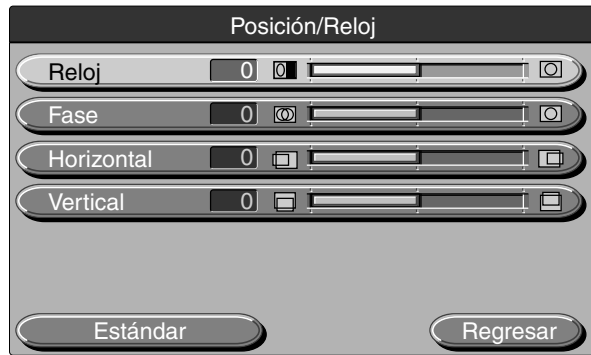 Posición/Reloj
Reloj 0
Fase 0
Horizontal 0
Vertical 0
Estándar Regresar